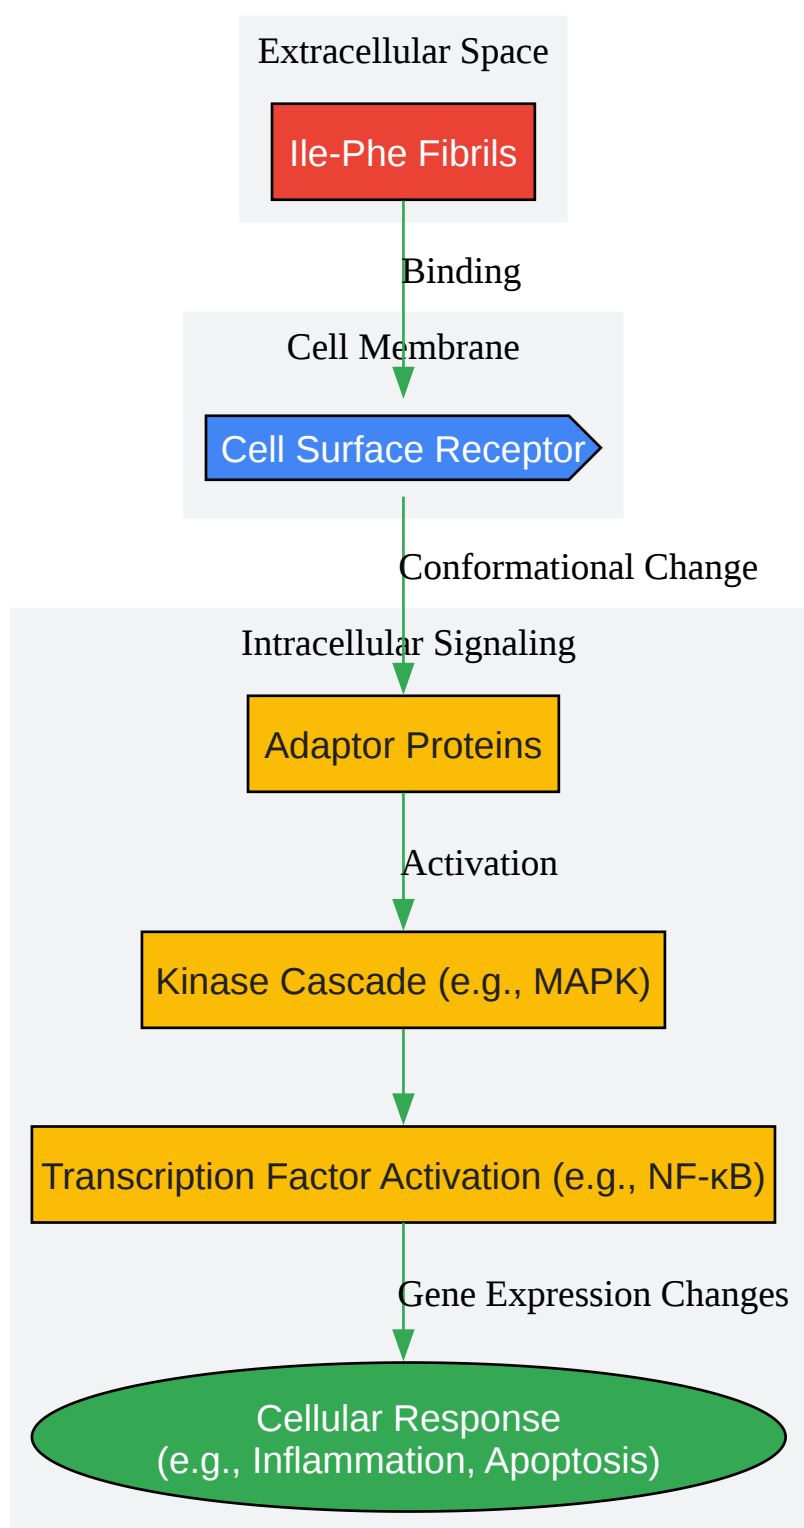 Extracellular Space
Ile-Phe Fibrils
Binding
Cell Membrane
Cell Surface Receptor
Conformational Change
Intracellular Signaling
Adaptor Proteins
Activation
Kinase Cascade (e.g., MAPK)
Transcription Factor Activation (e.g., NF-κB)
Gene Expression Changes
Cellular Response
(e.g., Inflammation, Apoptosis)